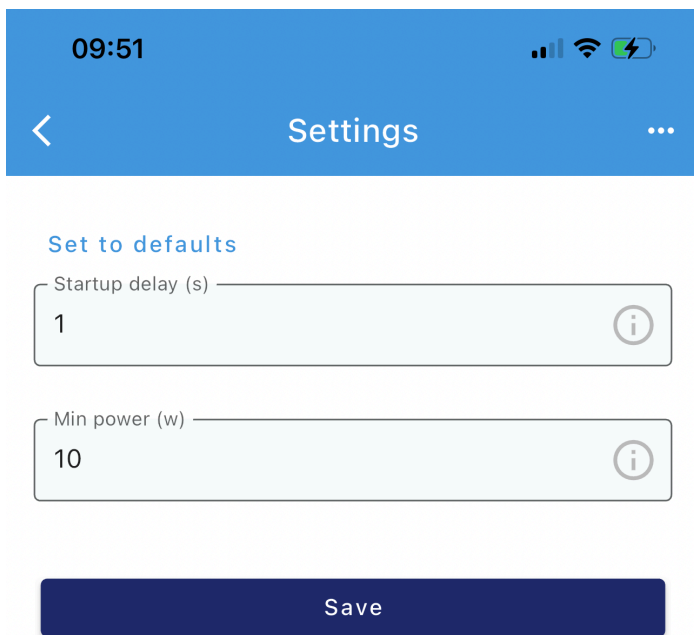 09:51
Settings
Set to defaults
Startup delay (s)
1
Min power (w)
10
Save